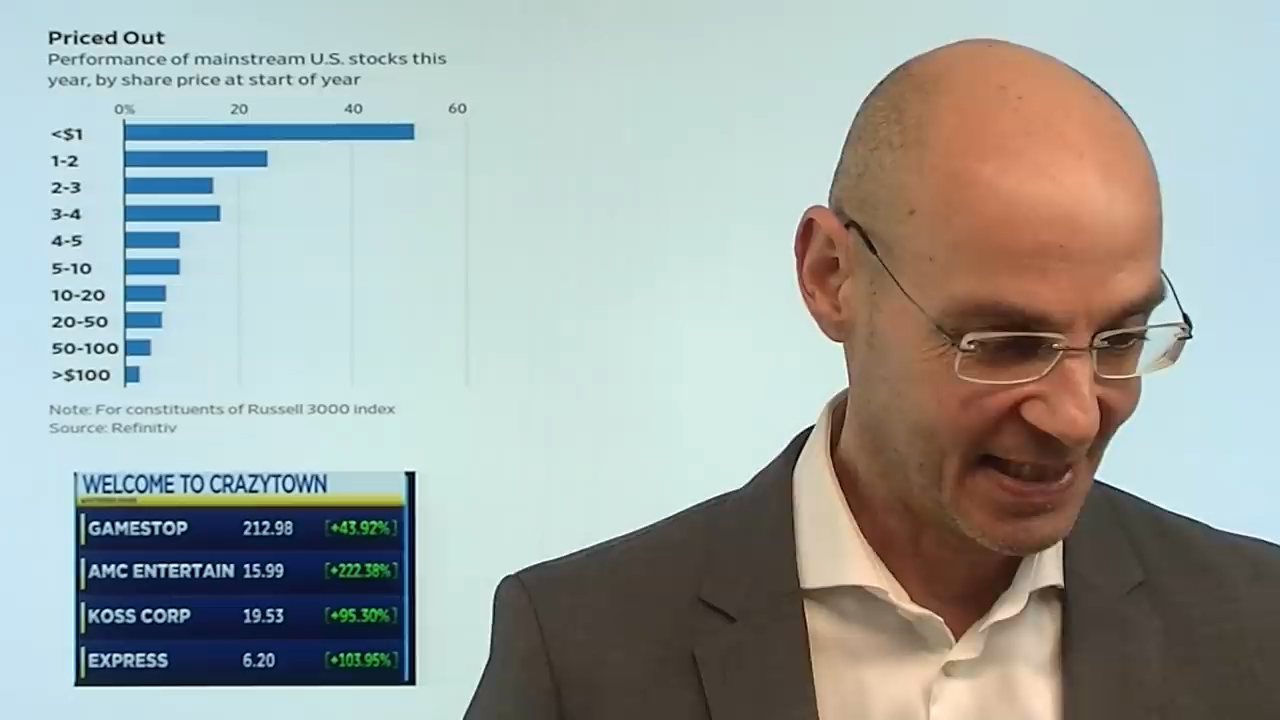 Priced Out
Performance of mainstream U.S. stocks this
year, by share price at start of year
0% 20 40 60
<$1
1-2
2-3
3-4
4-5
5-10
10-20
20-50
50-100
>$100
Note: For constituents of Russell 3000 index
Source: Refinitiv
WELCOME TO CRAZYTOWN
GAMESTOP 212.98 [+43.92%]
AMC ENTERTAIN 15.99 [+222.38%]
KOSS CORP 19.53 [+95.30%]
EXPRESS 6.20 [+103.95%]